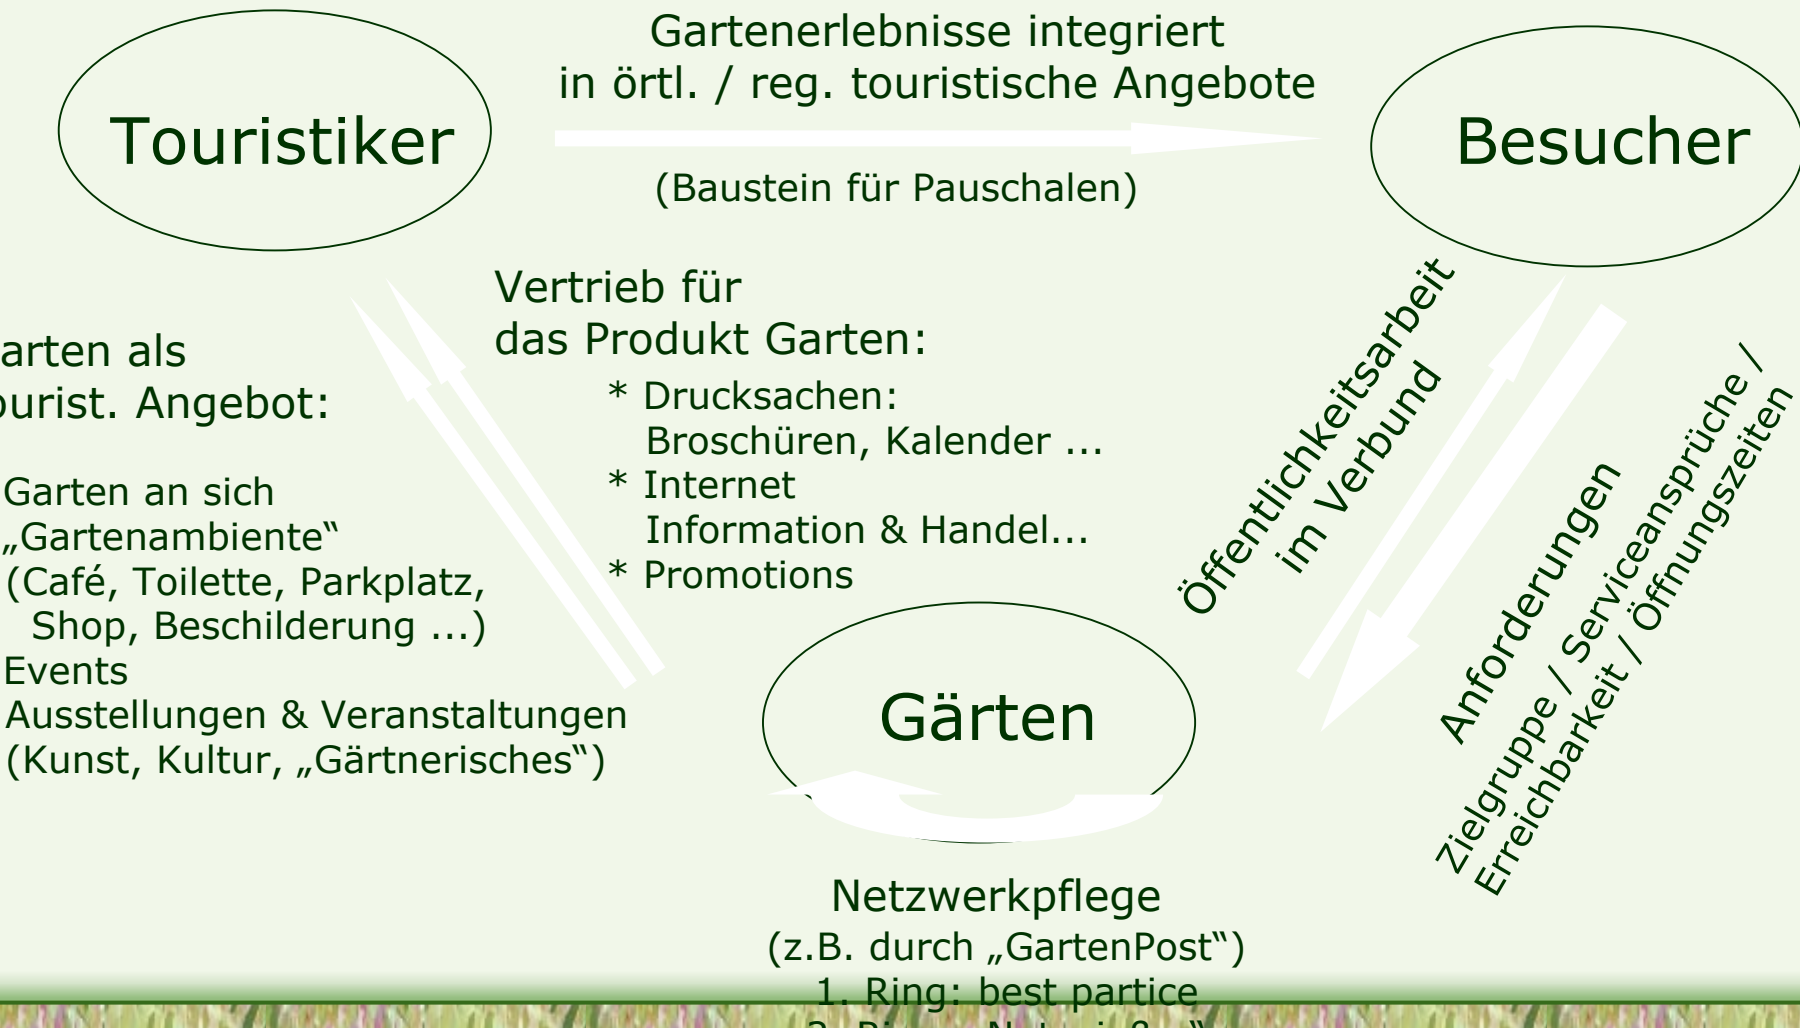 Gartenerlebnisse integriert
in örtl. / reg. touristische Angebote
Touristiker
Besucher
(Baustein für Pauschalen)
Vertrieb für
das Produkt Garten:
* Drucksachen:
Broschüren, Kalender ...
* Internet
Information & Handel...
* Promotions
arten als
ourist. Angebot:
Garten an sich
„Gartenambiente“
(Café, Toilette, Parkplatz,
Shop, Beschilderung ...)
Events
Ausstellungen & Veranstaltungen
(Kunst, Kultur, „Gärtnerisches“)
Öffentlichkeitsarbeit
im Verbund
Anforderungen
Zielgruppe / Serviceansprüche /
Erreichbarkeit / Öffnungszeiten
Gärten
Netzwerkpflege
(z.B. durch „GartenPost“)
1. Ring: best partice